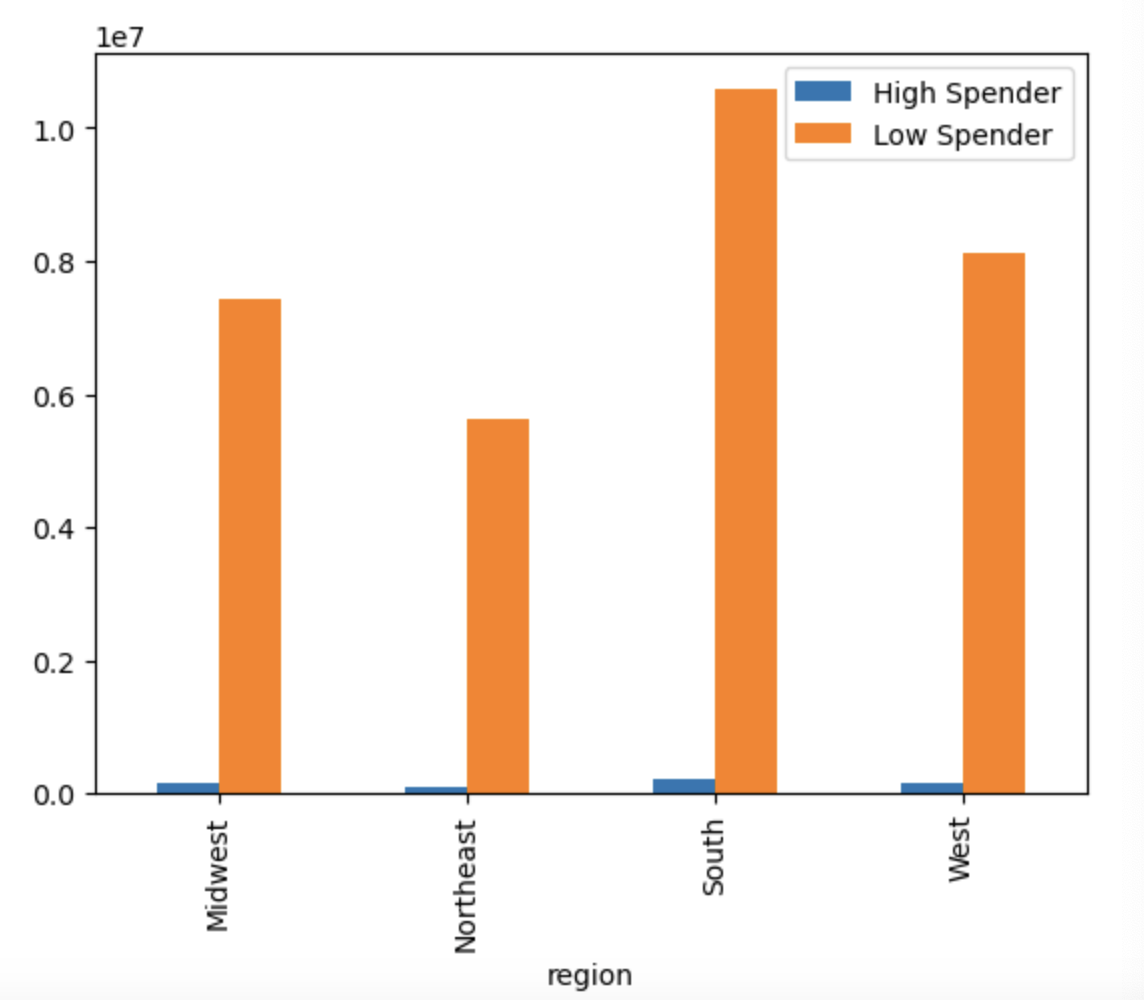 1e7
High Spender
Low Spender
1.0
0.8
0.6
0.4
0.2
0.0
Midwest
Northeast
South
West
region